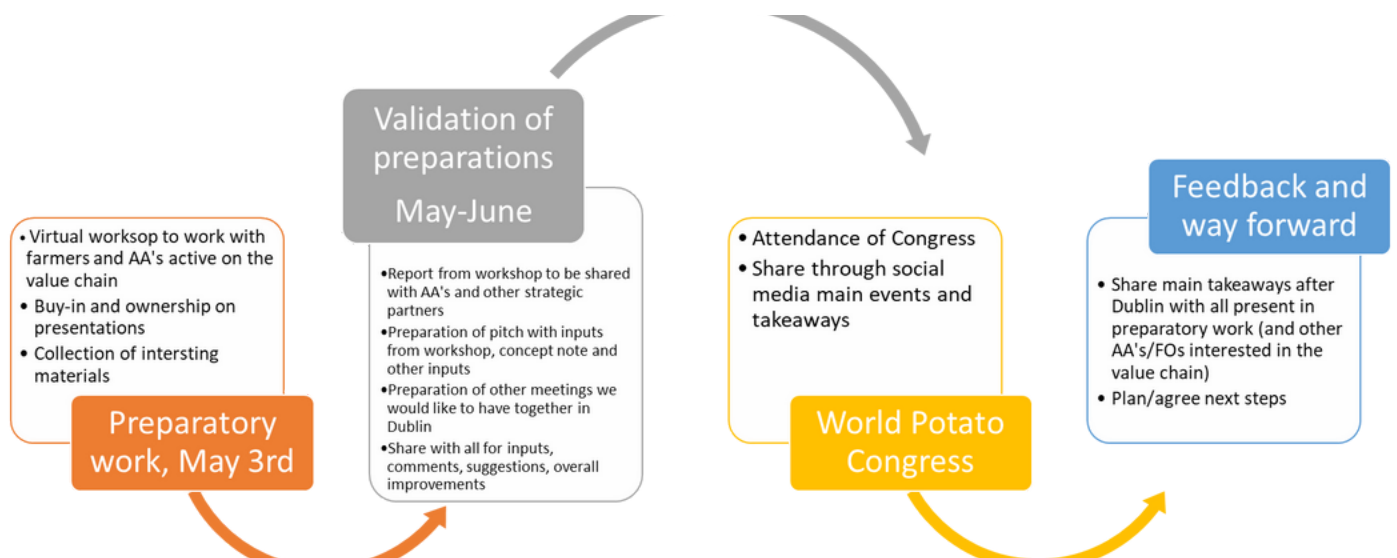 • Virtual worksop to work with
farmers and AA's active on the
value chain
• Buy-in and ownership on
presentations
• Collection of intersting
materials
Preparatory
work, May 3rd
Validation of
preparations
May-June
•Report from workshop to be shared
with AA's and other strategic
partners
•Preparation of pitch with inputs
from workshop, concept note and
other inputs
•Preparation of other meetings we
would like to have together in
Dublin
•Share with all for inputs,
comments, suggestions, overall
improvements
• Attendance of Congress
• Share through social
media main events and
takeaways
World Potato
Congress
Feedback and
way forward
• Share main takeaways after
Dublin with all present in
preparatory work (and other
AA's/FOs interested in the
value chain)
• Plan/agree next steps